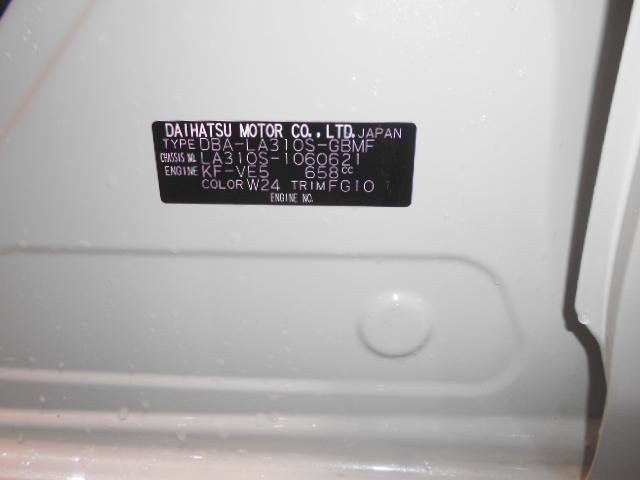 DAIHATSU MOTOR CO.,LTD. JAPAN
TYPE DBA-LA310S-GBMF
CHASSIS NO. LA310S-1060621
ENGINE KF-VE5 658cc
COLOR W24 TRIM FG10
ENGINE NO.